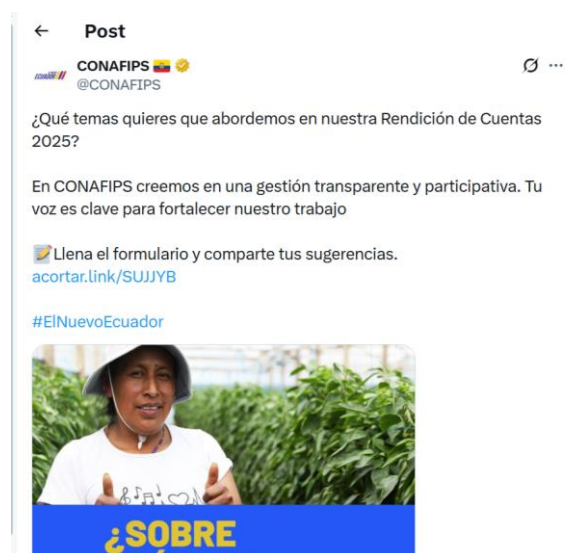 Post
CONAFIPS 🇪🇨
@CONAFIPS
¿Qué temas quieres que abordemos en nuestra Rendición de Cuentas
2025?
En CONAFIPS creemos en una gestión transparente y participativa. Tu
voz es clave para fortalecer nuestro trabajo
📝Llena el formulario y comparte tus sugerencias.
acortar.link/SUJJYB
#ElNuevoEcuador
¿SOBRE